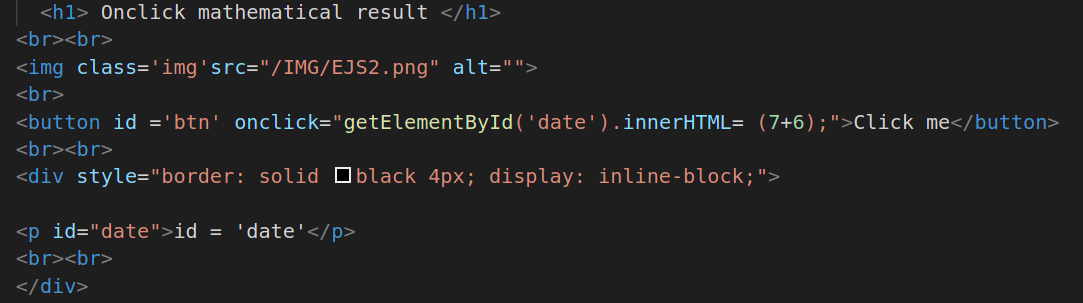 <h1> Onclick mathematical result </h1>
<br><br>
<img class='img'src="/IMG/EJS2.png" alt="">
<br>
<button id ='btn' onclick="getElementById('date').innerHTML= (7+6);">Click me</button>
<br><br>
<div style="border: solid black 4px; display: inline-block;">
<p id="date">id = 'date'</p>
<br><br>
</div>